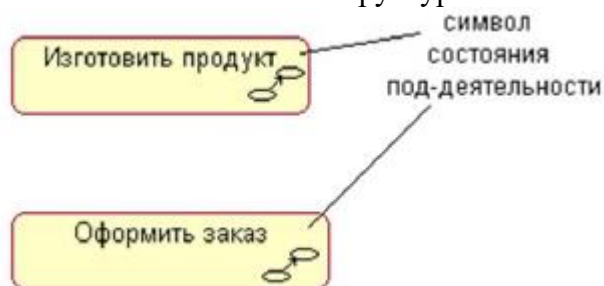 символ
Изготовить продукт
состояния
под-деятельности
Оформить заказ